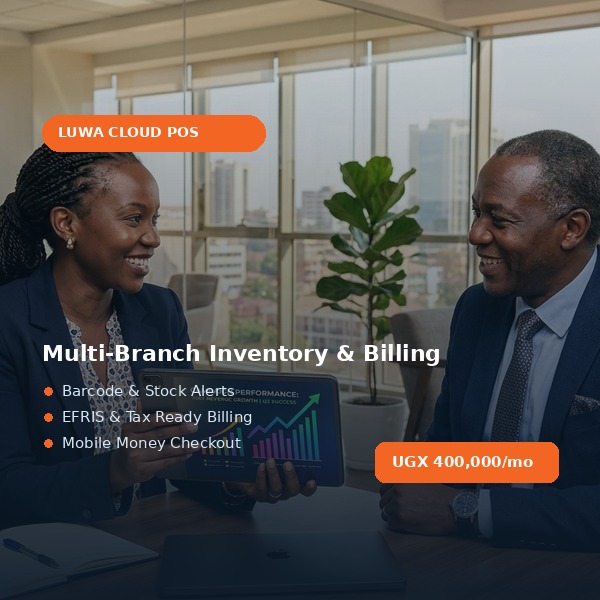 LUWA CLOUD POS
Multi-Branch Inventory & Billing
Barcode & Stock Alerts
PERFORMANCE:
EFRIS & Tax Ready Billing
Mobile Money Checkout
UGX 400,000/mo